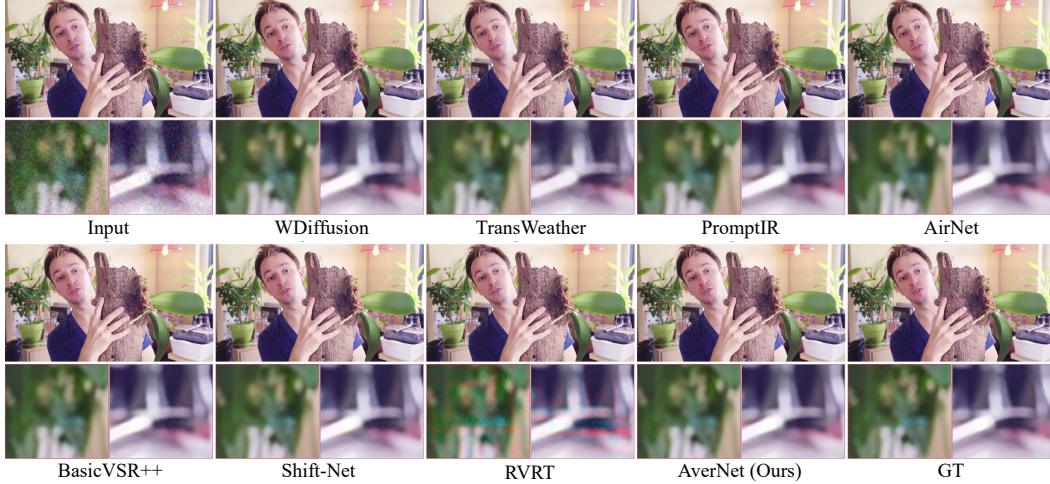 Input WDiffusion TransWeather PromptIR AirNet
BasicVSR++ Shift-Net RVRT AverNet (Ours) GT